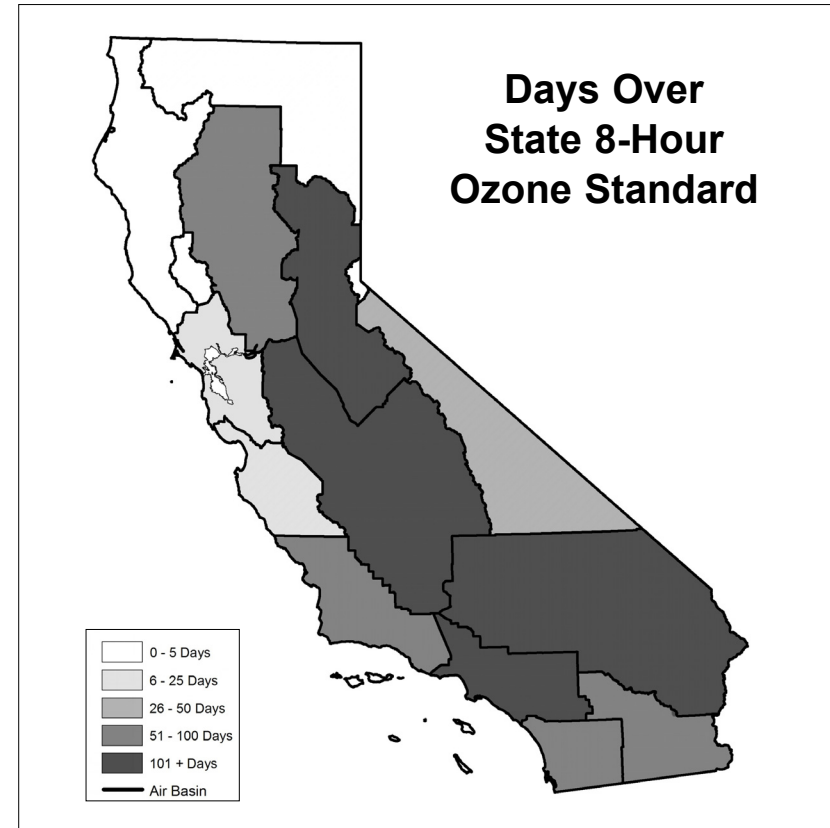 Days Over
State 8-Hour
Ozone Standard
0 - 5 Days
6 - 25 Days
26 - 50 Days
51 - 100 Days
101 + Days
Air Basin